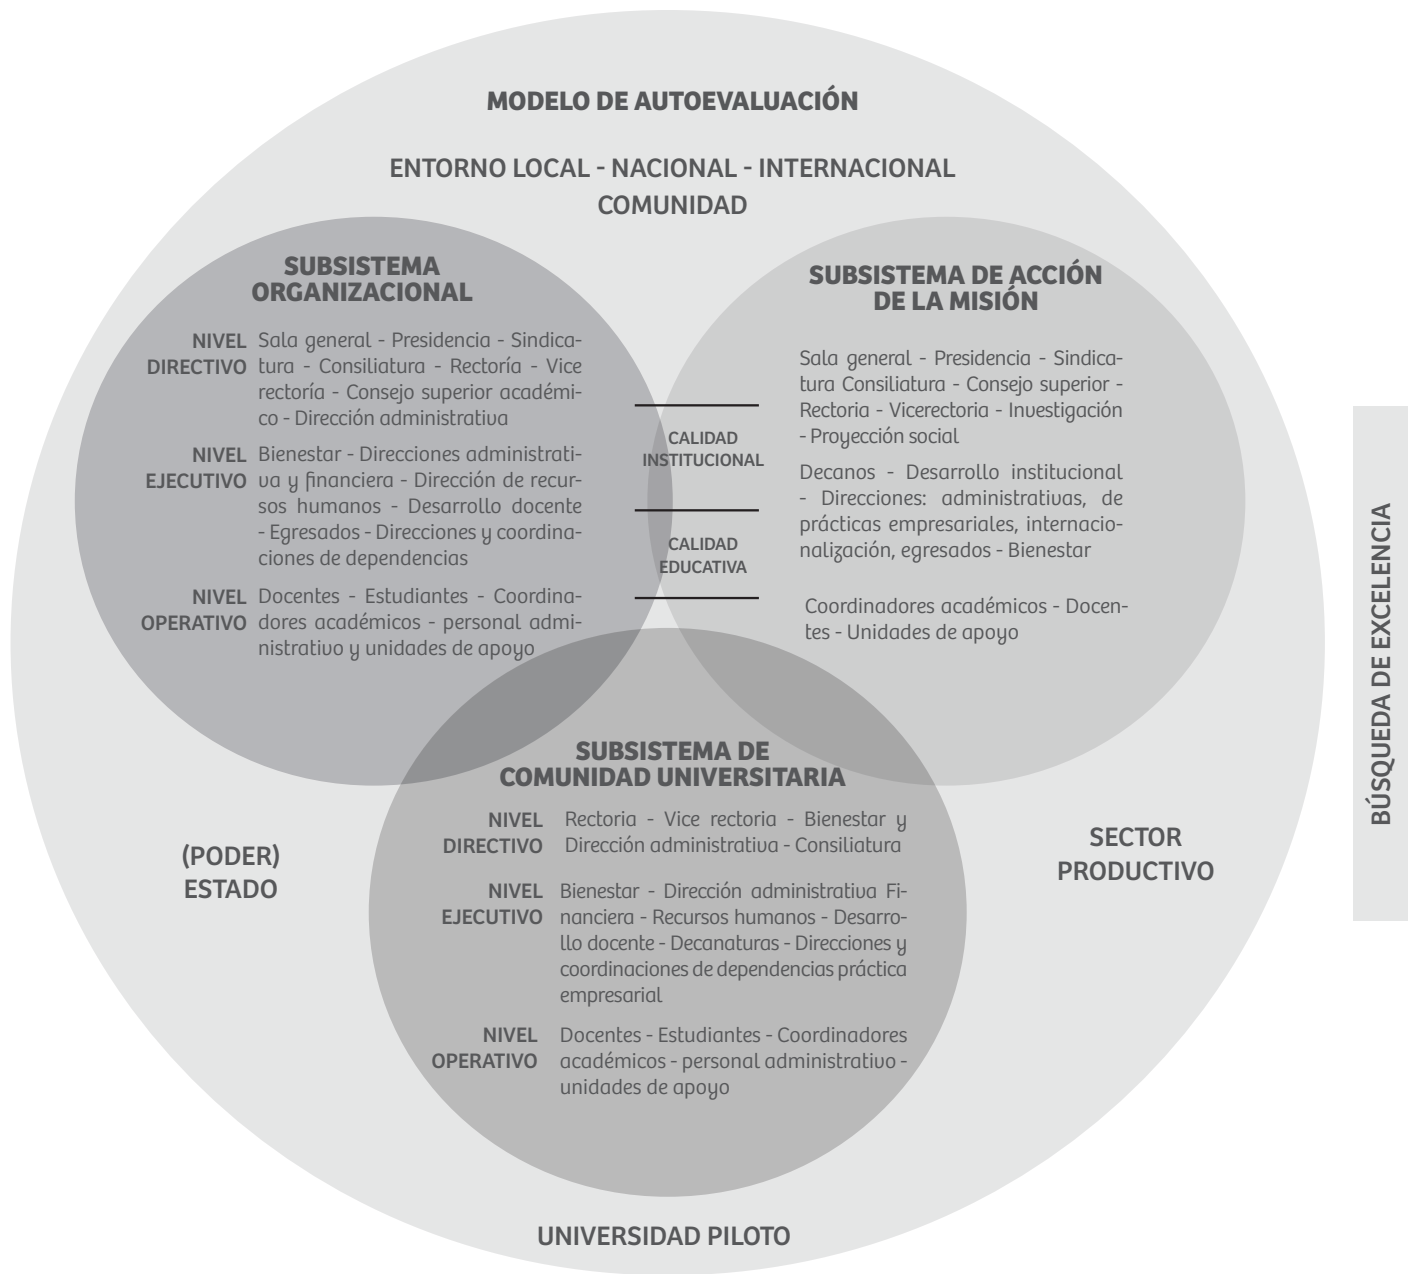 MODELO DE AUTOEVALUACIÓN
ENTORNO LOCAL - NACIONAL - INTERNACIONAL
COMUNIDAD
SUBSISTEMA
ORGANIZACIONAL
NIVEL
DIRECTIVO
Sala general - Presidencia - Sindica-
tura - Consiliatura - Rectoría - Vice
rectoría - Consejo superior académi-
co - Dirección administrativa
NIVEL
EJECUTIVO
Bienestar - Direcciones administrati-
va y financiera - Dirección de recur-
sos humanos - Desarrollo docente
- Egresados - Direcciones y coordina-
ciones de dependencias
NIVEL
OPERATIVO
Docentes - Estudiantes - Coordina-
dores académicos - personal admi-
nistrativo y unidades de apoyo
CALIDAD
INSTITUCIONAL
CALIDAD
EDUCATIVA
SUBSISTEMA DE ACCIÓN
DE LA MISIÓN
Sala general - Presidencia - Sindica-
tura Consiliatura - Consejo superior -
Rectoria - Vicerectoria - Investigación
- Proyección social
Decanos - Desarrollo institucional
- Direcciones: administrativas, de
prácticas empresariales, internacio-
nalización, egresados - Bienestar
Coordinadores académicos - Docen-
tes - Unidades de apoyo
SUBSISTEMA DE
COMUNIDAD UNIVERSITARIA
NIVEL
DIRECTIVO
Rectoria - Vice rectoria - Bienestar y
Dirección administrativa - Consiliatura
NIVEL
EJECUTIVO
Bienestar - Dirección administrativa Fi-
nanciera - Recursos humanos - Desarro-
llo docente - Decanaturas - Direcciones y
coordinaciones de dependencias práctica
empresarial
NIVEL
OPERATIVO
Docentes - Estudiantes - Coordinadores
académicos - personal administrativo -
unidades de apoyo
(PODER)
ESTADO
SECTOR
PRODUCTIVO
UNIVERSIDAD PILOTO
BÚSQUEDA DE EXCELENCIA